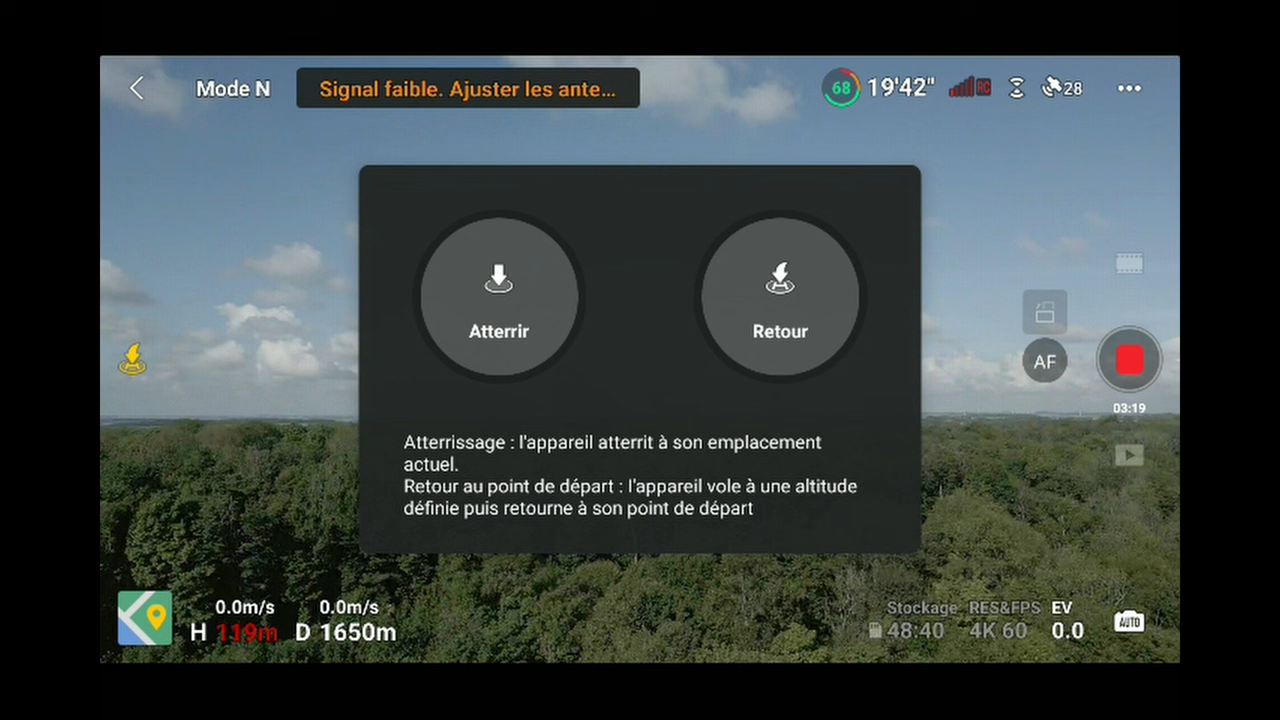 Mode N
Signal faible. Ajuster les ante...
68
19'42"
RC
28
Atterrir
Retour
AF
03:19
Atterrissage : l'appareil atterrit à son emplacement
actuel.
Retour au point de départ : l'appareil vole à une altitude
définie puis retourne à son point de départ
0.0m/s 0.0m/s
H 119m D 1650m
Stockage RES&FPS EV
48:40 4K 60 0.0
AUTO